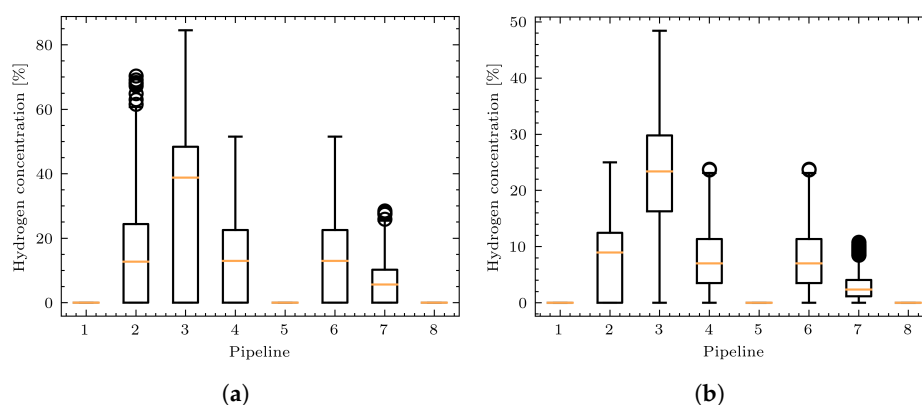 Hydrogen concentration [%]
80
60
40
20
0
1 2 3 4 5 6 7 8
Pipeline
(a)
Hydrogen concentration [%]
50
40
30
20
10
0
1 2 3 4 5 6 7 8
Pipeline
(b)